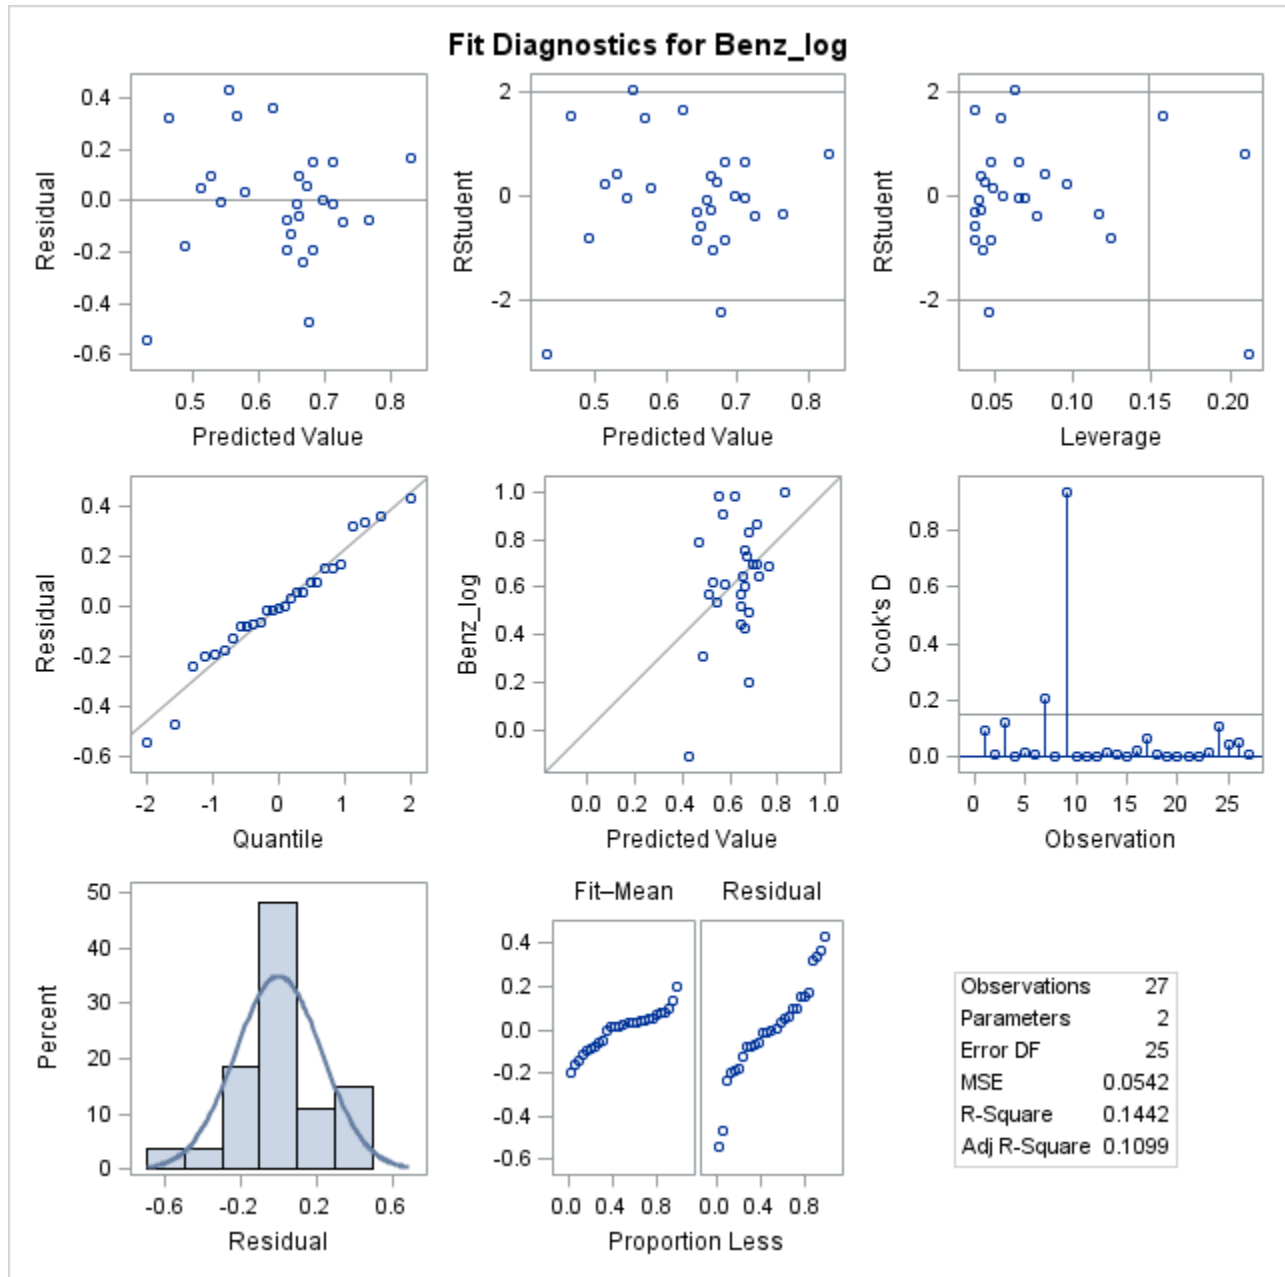 Fit Diagnostics for Benz_log
Residual
0.4
0.2
0.0
-0.2
-0.4
-0.6
0.5 0.6 0.7 0.8
Predicted Value
RStudent
2
0
-2
0.5 0.6 0.7 0.8
Predicted Value
RStudent
2
0
-2
0.05 0.10 0.15 0.20
Leverage
Residual
0.4
0.2
0.0
-0.2
-0.4
-0.6
-2 -1 0 1 2
Quantile
Benz_log
1.0
0.8
0.6
0.4
0.2
0.0
0.0 0.2 0.4 0.6 0.8 1.0
Predicted Value
Cook's D
0.8
0.6
0.4
0.2
0.0
0 5 10 15 20 25
Observation
Percent
50
40
30
20
10
0
-0.6 -0.2 0.2 0.6
Residual
Fit–Mean Residual
0.4
0.2
0.0
-0.2
-0.4
-0.6
0.0 0.4 0.8 0.0 0.4 0.8
Proportion Less
Observations 27
Parameters 2
Error DF 25
MSE 0.0542
R-Square 0.1442
Adj R-Square 0.1099